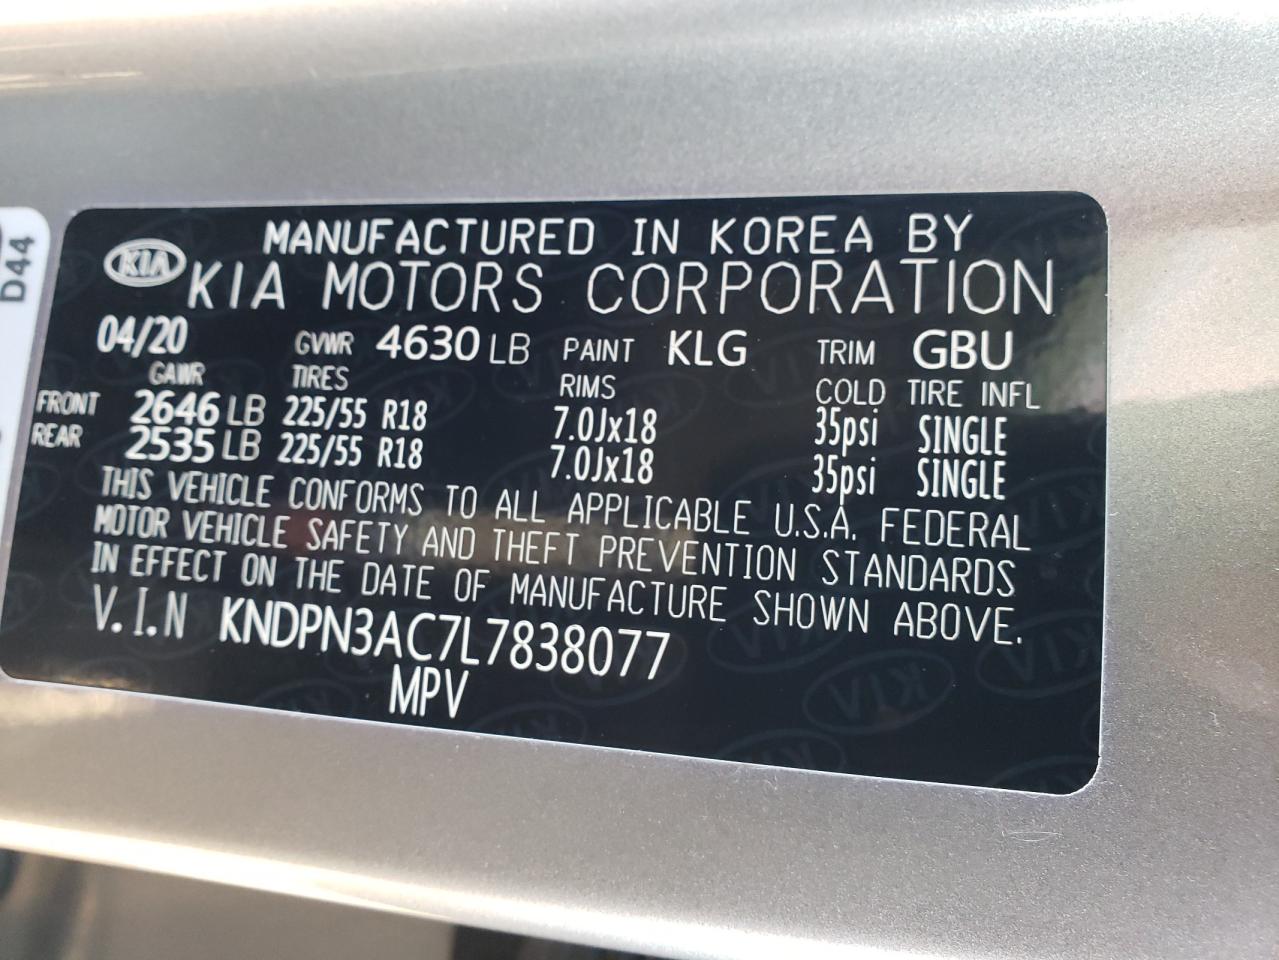 D44
KIA
MANUFACTURED IN KOREA BY
KIA MOTORS CORPORATION
04/20 GVWR 4630 LB PAINT KLG TRIM GBU
GAWR TIRES RIMS COLD TIRE INFL
FRONT 2646 LB 225/55 R18 7.0Jx18 35psi SINGLE
REAR 2535 LB 225/55 R18 7.0Jx18 35psi SINGLE
THIS VEHICLE CONFORMS TO ALL APPLICABLE U.S.A. FEDERAL
MOTOR VEHICLE SAFETY AND THEFT PREVENTION STANDARDS
IN EFFECT ON THE DATE OF MANUFACTURE SHOWN ABOVE.
V.I.N KNDPN3AC7L7838077
MPV